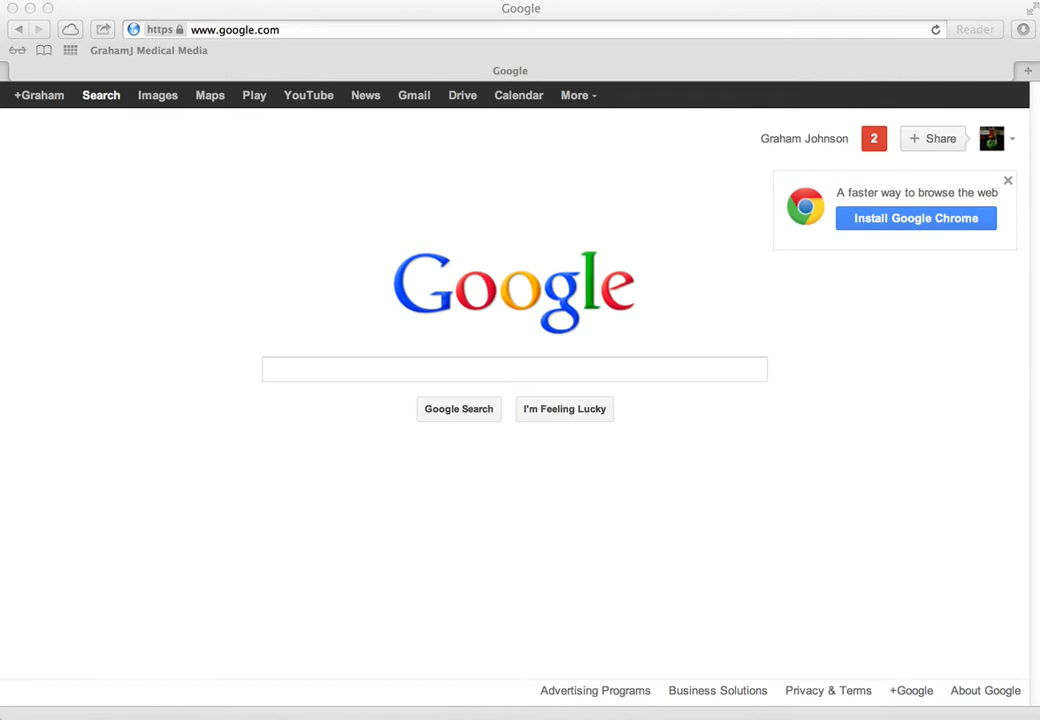 Google
https www.google.com Reader
GrahamJ Medical Media
Google
+Graham Search Images Maps Play YouTube News Gmail Drive Calendar More
Graham Johnson 2 + Share
A faster way to browse the web
Install Google Chrome
Google
Google Search I'm Feeling Lucky
Advertising Programs Business Solutions Privacy & Terms +Google About Google